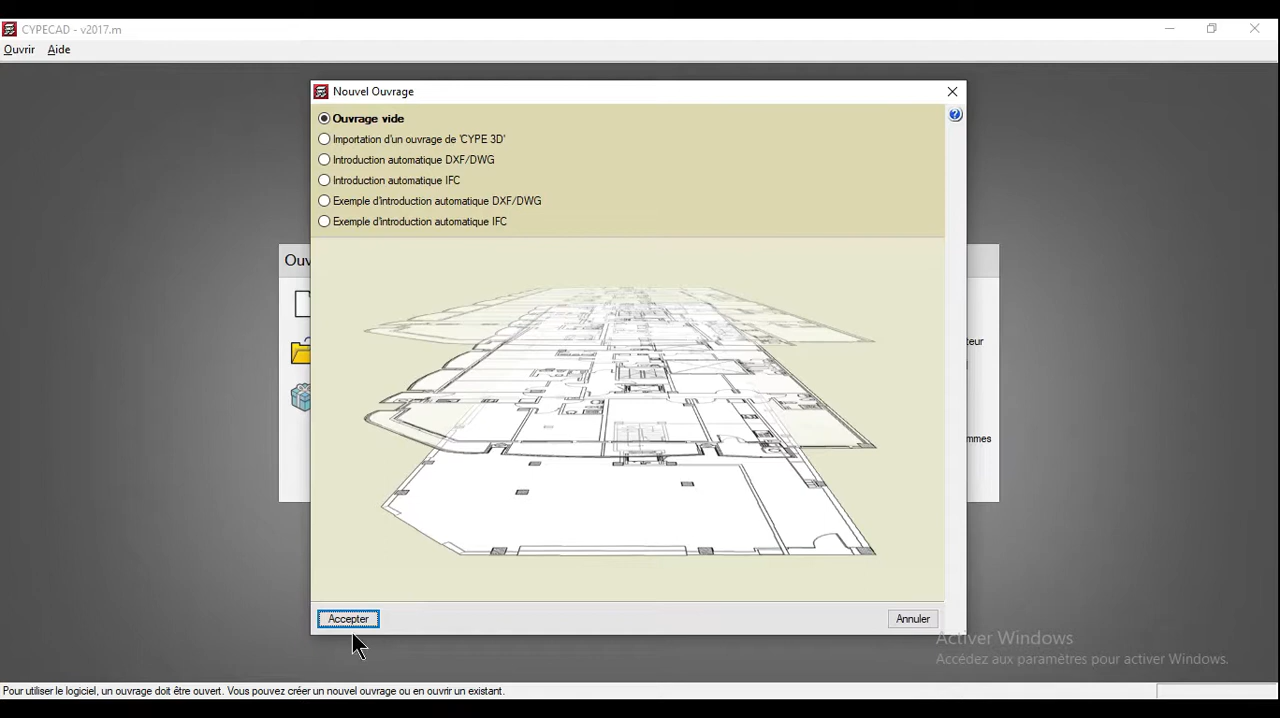 CYPECAD - v2017.m
Ouvrir Aide
Nouvel Ouvrage
Ouvrage vide
Importation d'un ouvrage de 'CYPE 3D'
Introduction automatique DXF/DWG
Introduction automatique IFC
Exemple d'introduction automatique DXF/DWG
Exemple d'introduction automatique IFC
Ouv
teur
mmes
Accepter
Annuler
Activer Windows
Accédez aux paramètres pour activer Windows.
Pour utiliser le logiciel, un ouvrage doit être ouvert. Vous pouvez créer un nouvel ouvrage ou en ouvrir un existant.